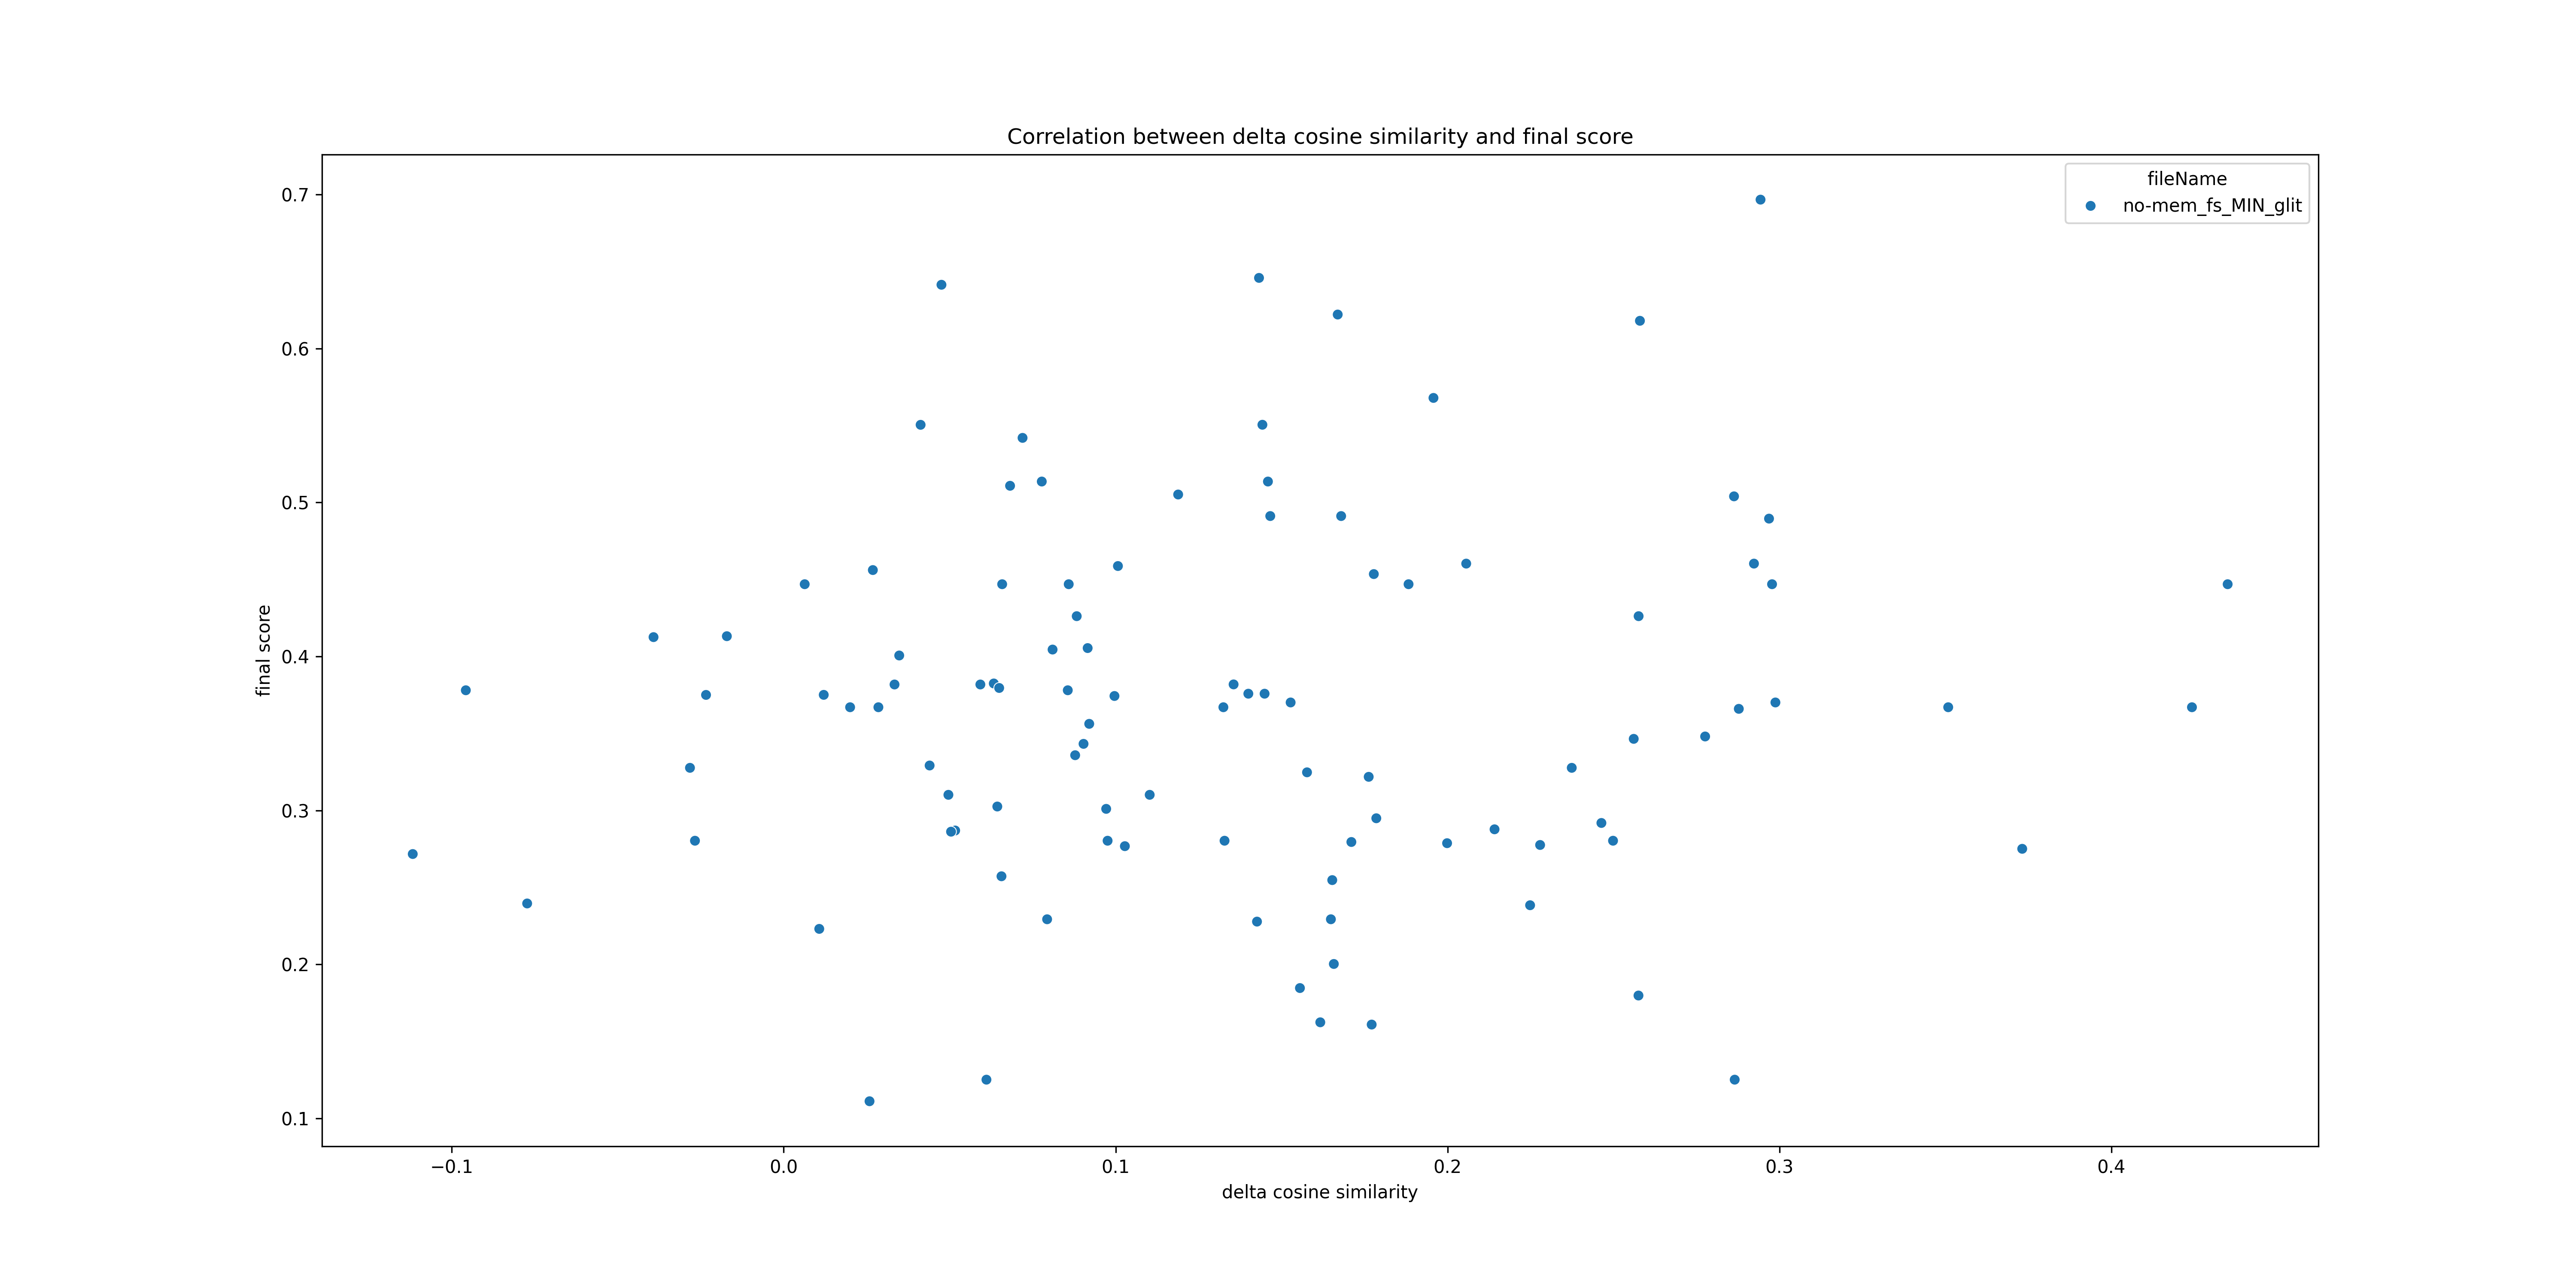 Correlation between delta cosine similarity and final score
fileName
no-mem_fs_MIN_glit
final score
0.7
0.6
0.5
0.4
0.3
0.2
0.1
−0.1
0.0
0.1
0.2
0.3
0.4
delta cosine similarity